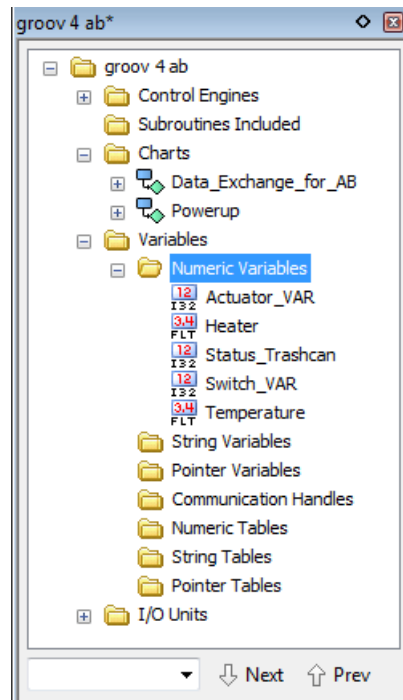 groov 4 ab*
groov 4 ab
Control Engines
Subroutines Included
Charts
Data_Exchange_for_AB
Powerup
Variables
Numeric Variables
12 I32 Actuator_VAR
3.4 FLT Heater
12 I32 Status_Trashcan
12 I32 Switch_VAR
3.4 FLT Temperature
String Variables
Pointer Variables
Communication Handles
Numeric Tables
String Tables
Pointer Tables
I/O Units
Next Prev